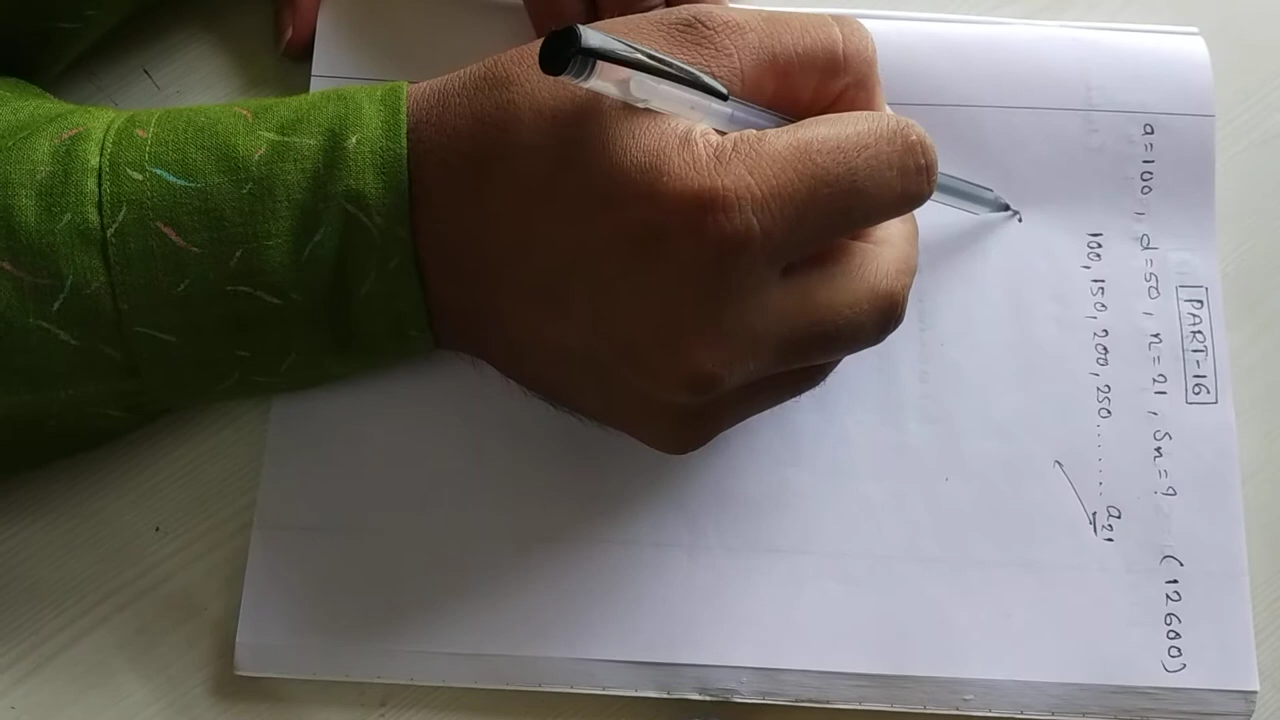 PART-16
a=100, d=50, n=21, Sn=? (12600)
100, 150, 200, 250....... a21